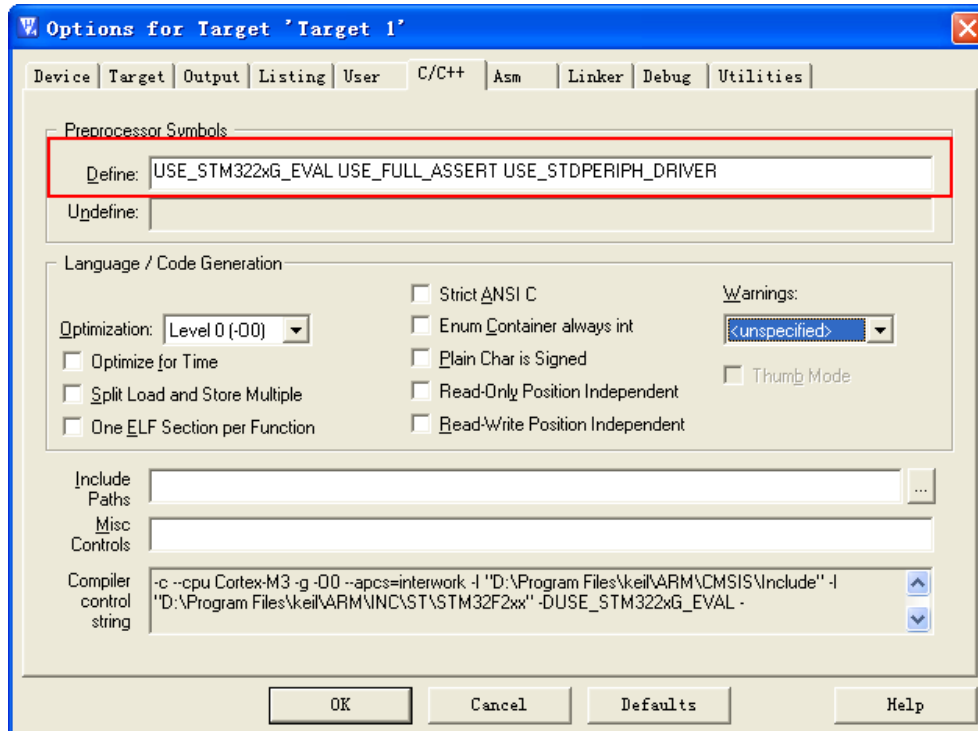 Options for Target 'Target 1'
Device Target Output Listing User C/C++ Asm Linker Debug Utilities
Preprocessor Symbols
Define: USE_STM322xG_EVAL USE_FULL_ASSERT USE_STDPERIPH_DRIVER
Undefine:
Language / Code Generation
Strict ANSI C Warnings:
Optimization: Level 0 (-O0) Enum Container always int <unspecified>
Optimize for Time Plain Char is Signed
Thumb Mode
Split Load and Store Multiple Read-Only Position Independent
One ELF Section per Function Read-Write Position Independent
Include
Paths ...
Misc
Controls
Compiler
control
string
-c --cpu Cortex-M3 -g -O0 --apcs=interwork -I "D:\Program Files\keil\ARM\CMSIS\Include" -I
"D:\Program Files\keil\ARM\INC\ST\STM32F2xx" -DUSE_STM322xG_EVAL -
OK Cancel Defaults Help